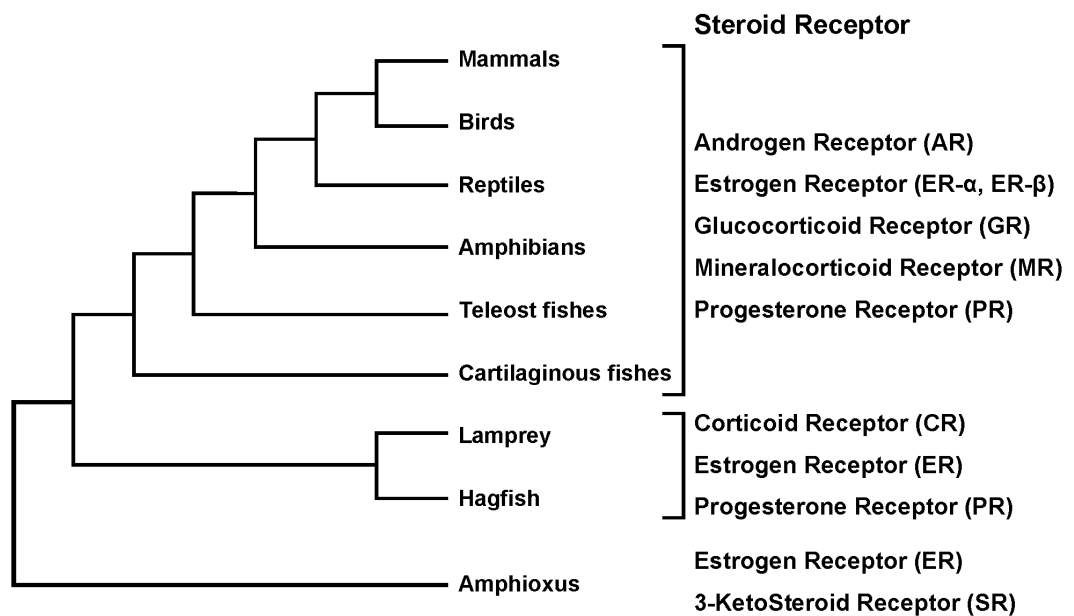 Steroid Receptor
Mammals
Birds
Reptiles
Amphibians
Teleost fishes
Cartilaginous fishes
Androgen Receptor (AR)
Estrogen Receptor (ER-α, ER-β)
Glucocorticoid Receptor (GR)
Mineralocorticoid Receptor (MR)
Progesterone Receptor (PR)
Lamprey
Hagfish
Corticoid Receptor (CR)
Estrogen Receptor (ER)
Progesterone Receptor (PR)
Amphioxus
Estrogen Receptor (ER)
3-KetoSteroid Receptor (SR)